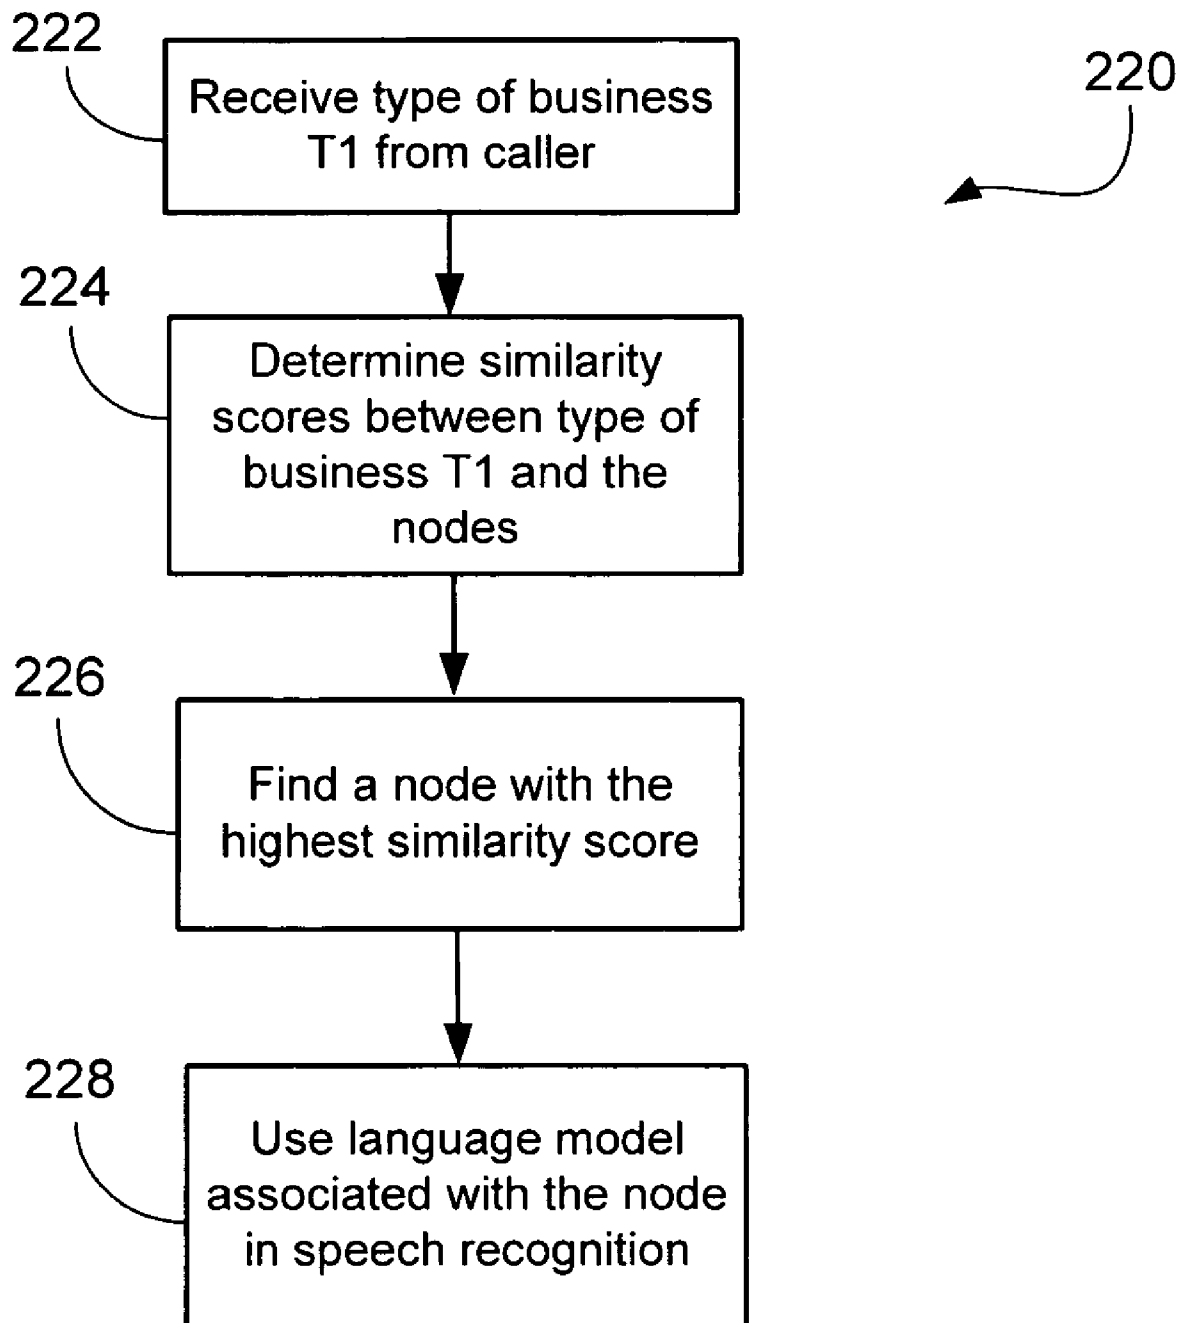 222
Receive type of business
T1 from caller
220
224
Determine similarity
scores between type of
business T1 and the
nodes
226
Find a node with the
highest similarity score
228
Use language model
associated with the node
in speech recognition